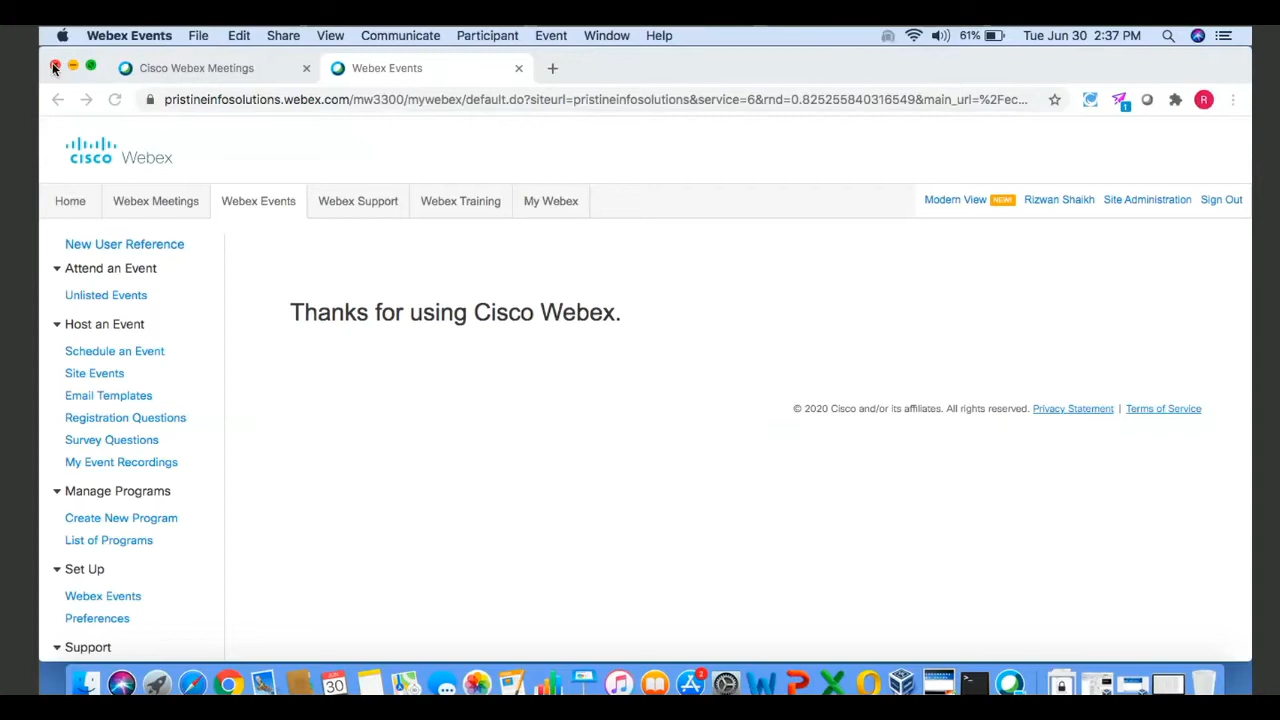 Webex Events File Edit Share View Communicate Participant Event Window Help 61% Tue Jun 30 2:37 PM
Cisco Webex Meetings Webex Events
pristineinfosolutions.webex.com/mw3300/mywebex/default.do?siteurl=pristineinfosolutions&service=6&rnd=0.825255840316549&main_url=%2Fec... 1 R
CISCO Webex
Home Webex Meetings Webex Events Webex Support Webex Training My Webex Modern View NEW! Rizwan Shaikh Site Administration Sign Out
New User Reference
Attend an Event
Unlisted Events
Host an Event
Schedule an Event
Site Events
Email Templates
Registration Questions
Survey Questions
My Event Recordings
Manage Programs
Create New Program
List of Programs
Set Up
Webex Events
Preferences
Support
Thanks for using Cisco Webex.
© 2020 Cisco and/or its affiliates. All rights reserved. Privacy Statement | Terms of Service
30 2